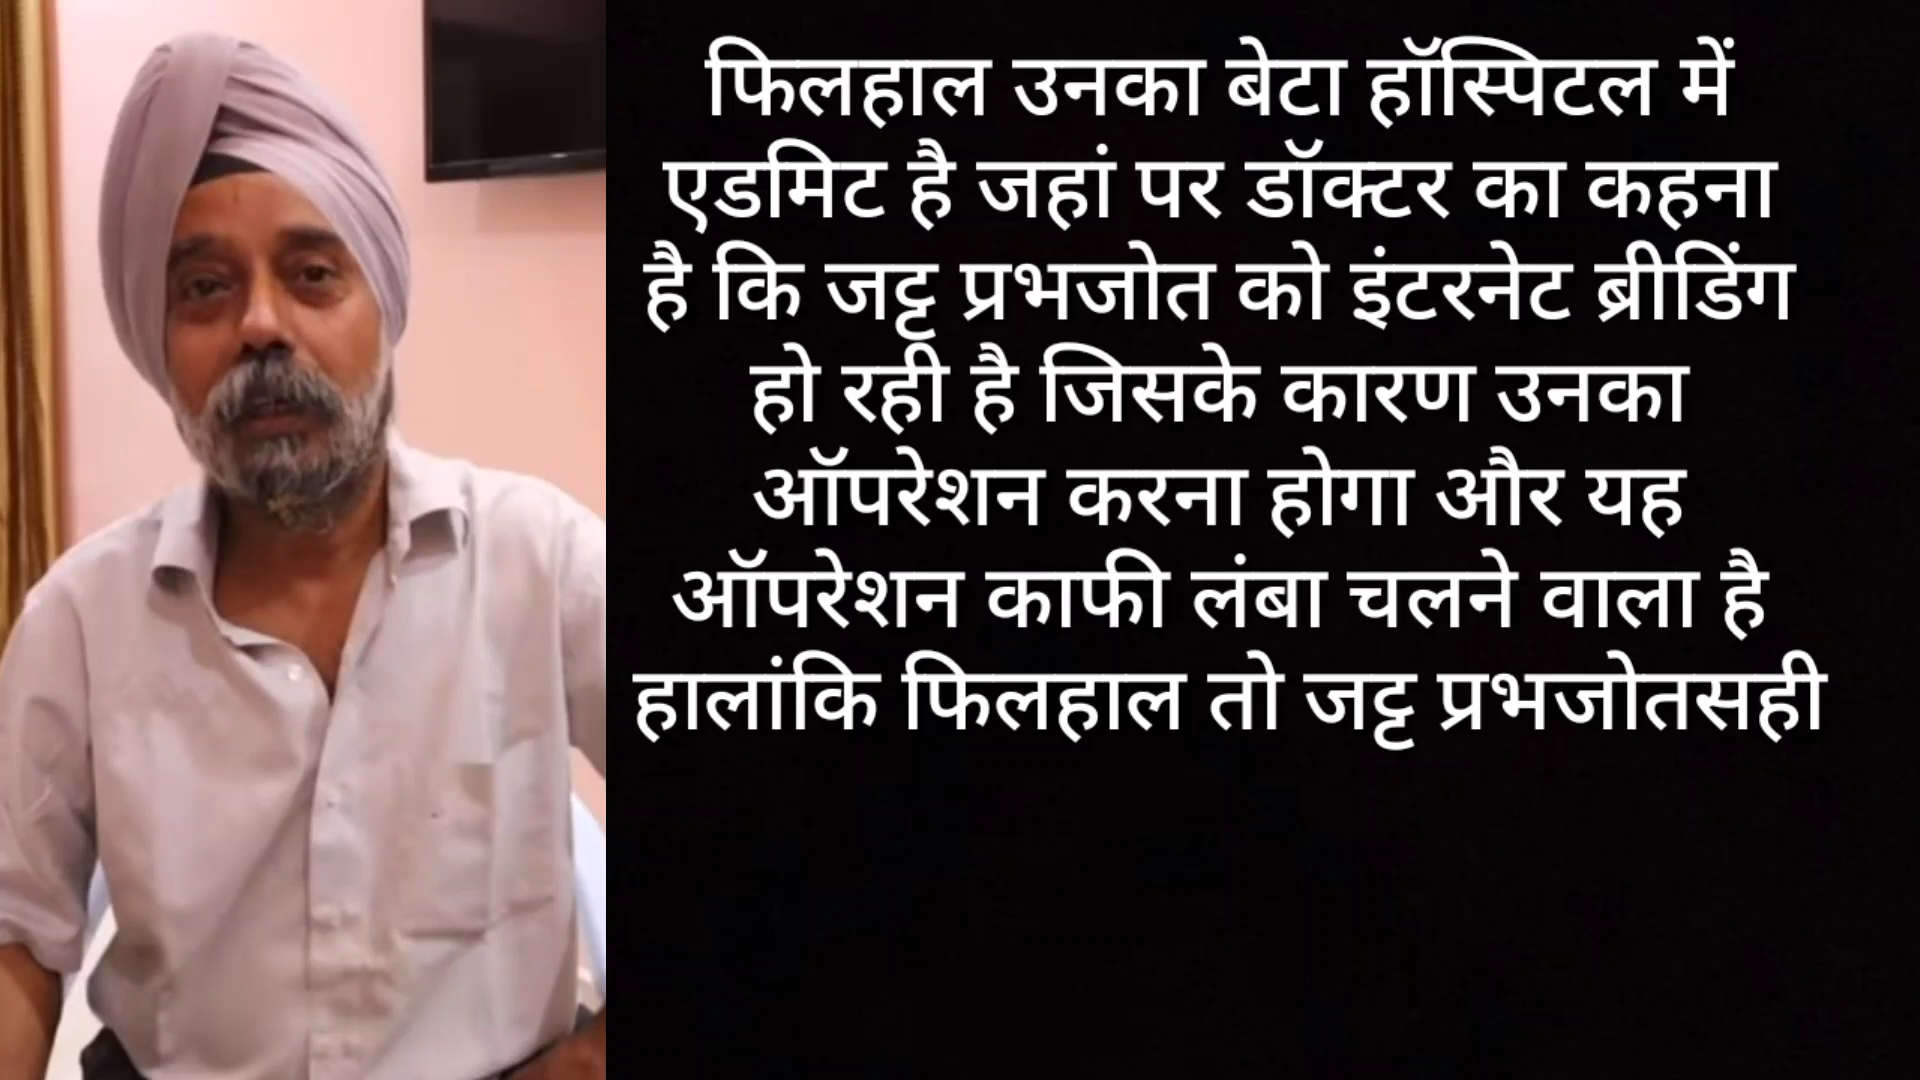 फिलहाल उनका बेटा हॉस्पिटल में
एडमिट है जहां पर डॉक्टर का कहना
है कि जट्ट प्रभजोत को इंटरनेट ब्रीडिंग
हो रही है जिसके कारण उनका
ऑपरेशन करना होगा और यह
ऑपरेशन काफी लंबा चलने वाला है
हालांकि फिलहाल तो जट्ट प्रभजोतसही